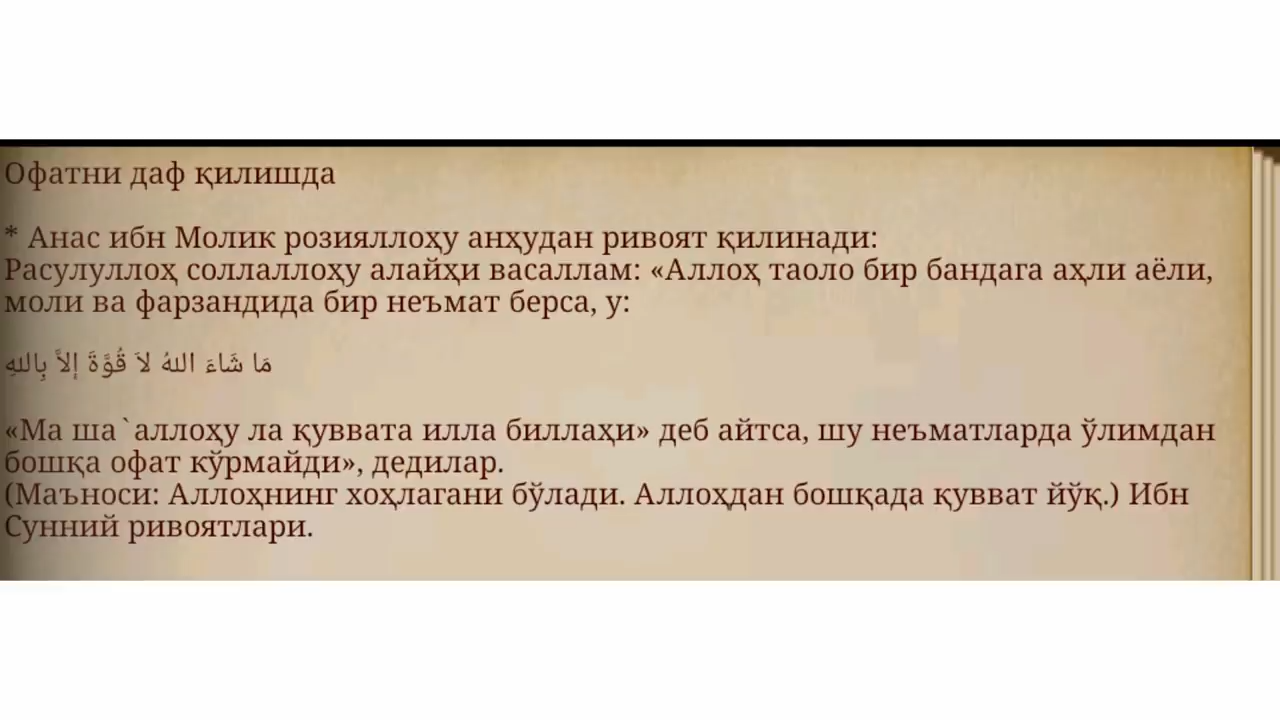 Офатни даф қилишда
* Анас ибн Молик розияллоҳу анҳудан ривоят қилинади:
Расулуллоҳ соллаллоҳу алайҳи васаллам: «Аллоҳ таоло бир бандага аҳли аёли,
моли ва фарзандида бир неъмат берса, у:
مَا شَاءَ اللهُ لاَ قُوَّةَ إلاَّ بِاللهِ
«Ма ша`аллоҳу ла қуввата илла биллаҳи» деб айтса, шу неъматларда ўлимдан
бошқа офат кўрмайди», дедилар.
(Маъноси: Аллоҳнинг хоҳлагани бўлади. Аллоҳдан бошқада қувват йўқ.) Ибн
Сунний ривоятлари.